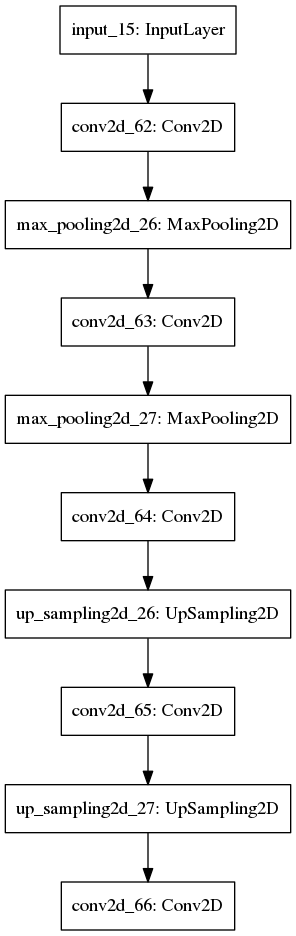 input_15: InputLayer
conv2d_62: Conv2D
max_pooling2d_26: MaxPooling2D
conv2d_63: Conv2D
max_pooling2d_27: MaxPooling2D
conv2d_64: Conv2D
up_sampling2d_26: UpSampling2D
conv2d_65: Conv2D
up_sampling2d_27: UpSampling2D
conv2d_66: Conv2D